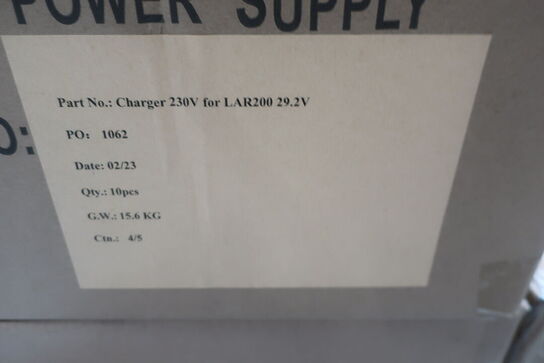 POWER SUPPLY
Part No.: Charger 230V for LAR200 29.2V
PO: 1062
O:
Date: 02/23
Qty.: 10pcs
G.W.: 15.6 KG
Ctn.: 4/5